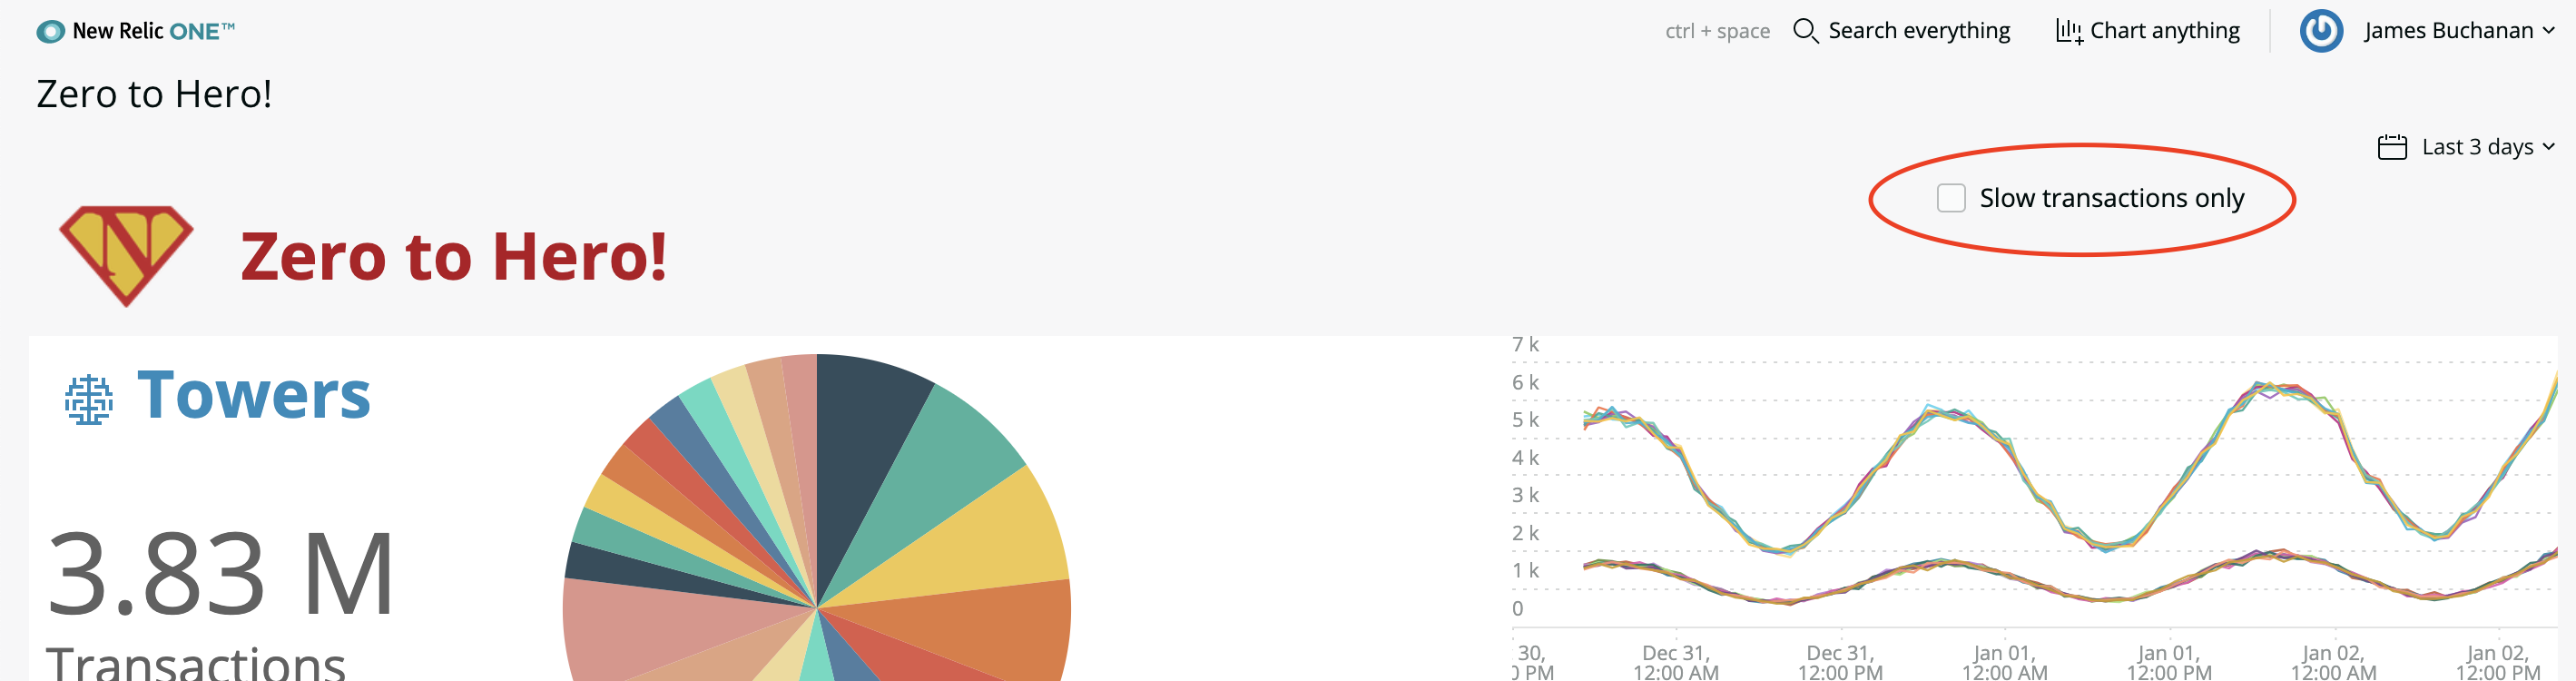 New Relic ONE™
ctrl + space Search everything Chart anything James Buchanan
Zero to Hero!
Last 3 days
Slow transactions only
N Zero to Hero!
Towers
3.83 M
Transactions
7 k
6 k
5 k
4 k
3 k
2 k
1 k
0
30, Dec 31, Dec 31, Jan 01, Jan 01, Jan 02, Jan 02,
0 PM 12:00 AM 12:00 PM 12:00 AM 12:00 PM 12:00 AM 12:00 PM